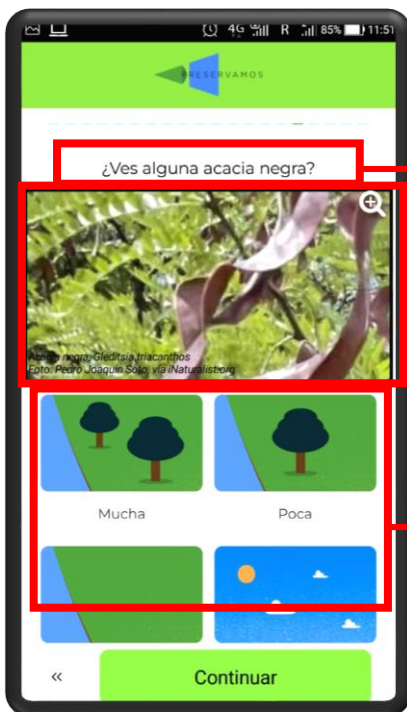 4G R 85% 11:51
PRESERVAMOS
¿Ves alguna acacia negra?
Acacia negra, Gleditsia triacanthos
Foto: Pedro Joaquín Soto, vía iNaturalist.org
Mucha Poca
«
Continuar